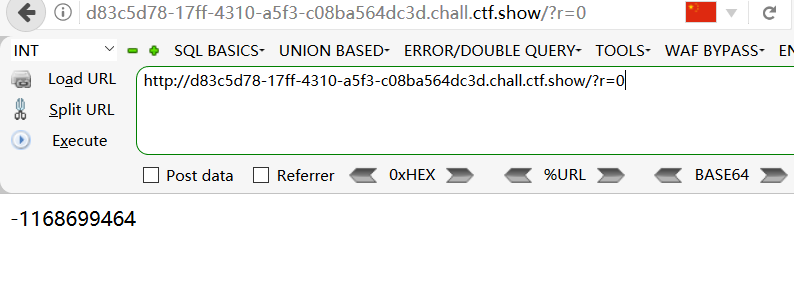 d83c5d78-17ff-4310-a5f3-c08ba564dc3d.chall.ctf.show/?r=0
INT SQL BASICS UNION BASED ERROR/DOUBLE QUERY TOOLS WAF BYPASS EN
Load URL http://d83c5d78-17ff-4310-a5f3-c08ba564dc3d.chall.ctf.show/?r=0
Split URL
Execute
Post data Referrer 0xHEX %URL BASE64
-1168699464